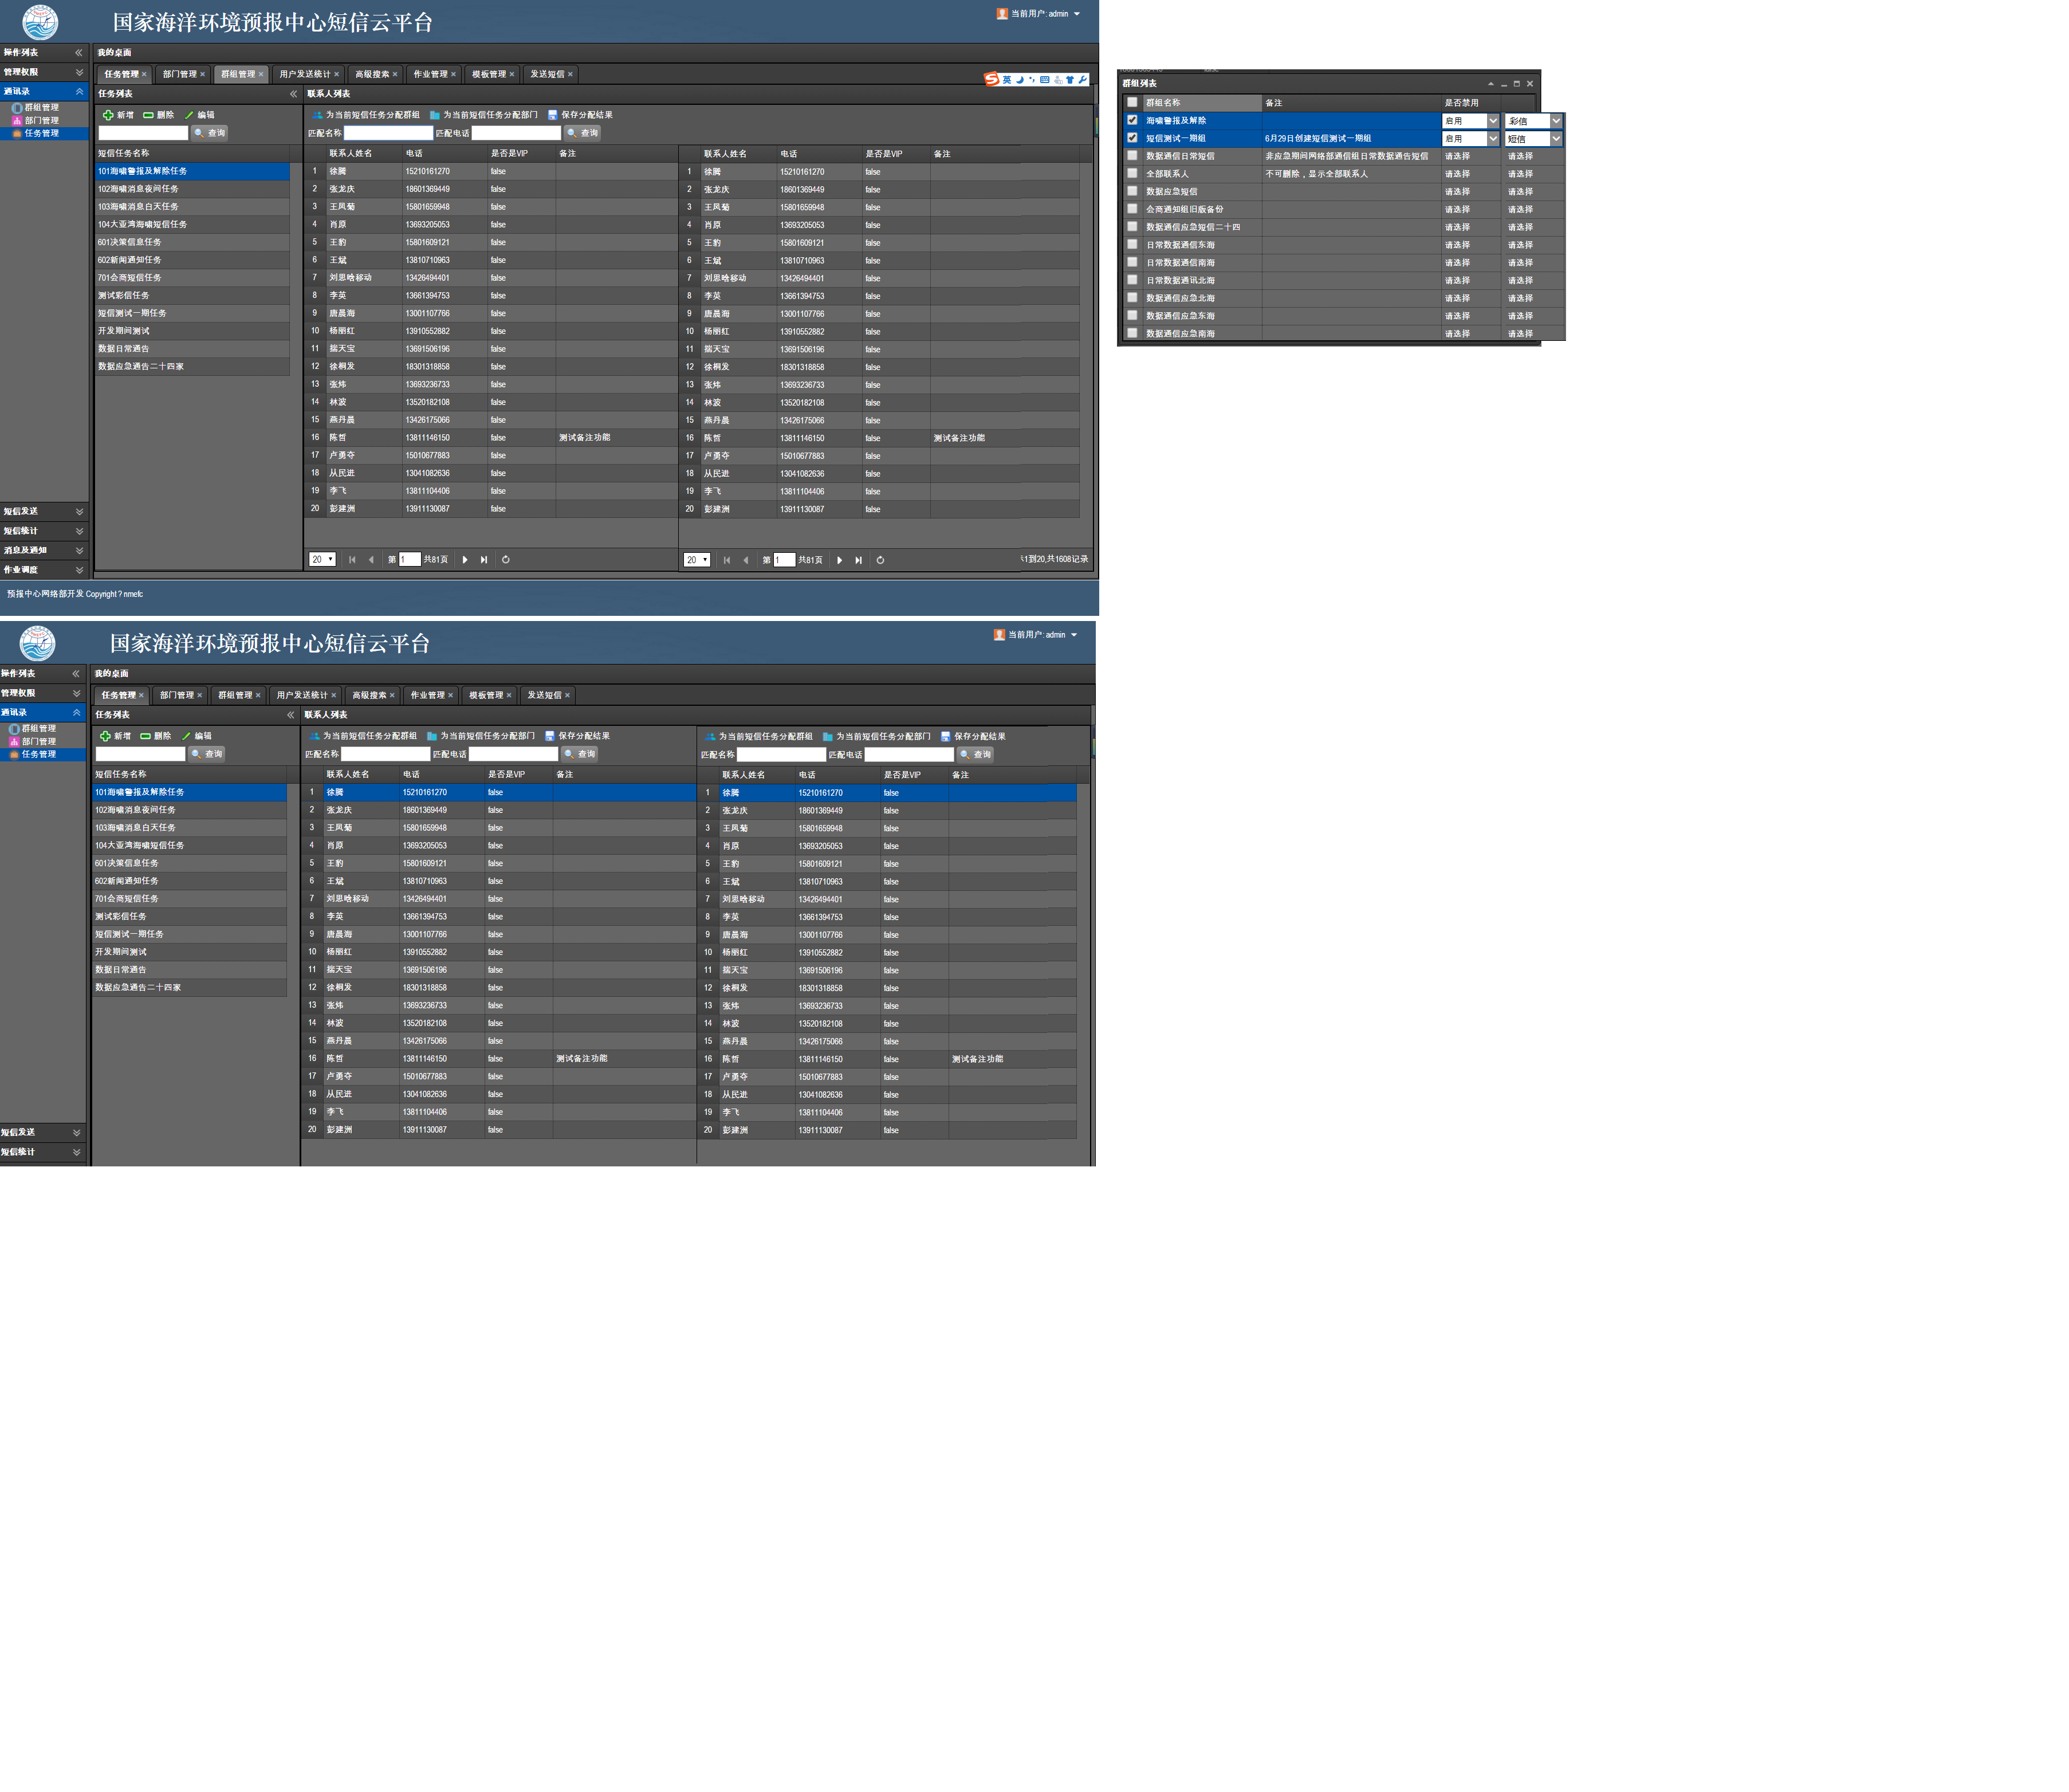 国家海洋环境预报中心短信云平台
当前用户: admin
操作列表
管理权限
通讯录
群组管理
部门管理
任务管理
短信发送
短信统计
消息及通知
作业调度
我的桌面
任务管理 部门管理 群组管理 用户发送统计 高级搜索 作业管理 模板管理 发送短信
英
任务列表
新增 删除 编辑
查询
短信任务名称
101海啸警报及解除任务
102海啸消息夜间任务
103海啸消息白天任务
104大亚湾海啸短信任务
601决策信息任务
602新闻通知任务
701会商短信任务
测试彩信任务
短信测试一期任务
开发期间测试
数据日常通告
数据应急通告二十四家
联系人列表
为当前短信任务分配群组 为当前短信任务分配部门 保存分配结果
匹配名称 匹配电话 查询
联系人姓名 电话 是否是VIP 备注
1 徐腾 15210161270 false
2 张龙庆 18601369449 false
3 王凤菊 15801659948 false
4 肖原 13693205053 false
5 王豹 15801609121 false
6 王斌 13810710963 false
7 刘思晗移动 13426494401 false
8 李英 13661394753 false
9 唐晨海 13001107766 false
10 杨丽红 13910552882 false
11 天宝 13691506196 false
12 徐桐发 18301318858 false
13 张炜 13693236733 false
14 林波 13520182108 false
15 燕丹晨 13426175066 false
16 陈哲 13811146150 false 测试备注功能
17 卢勇夺 15010677883 false
18 从民进 13041082636 false
19 李飞 13811104406 false
20 彭建洲 13911130087 false
20 第 1 共81页
联系人姓名 电话 是否是VIP 备注
1 徐腾 15210161270 false
2 张龙庆 18601369449 false
3 王凤菊 15801659948 false
4 肖原 13693205053 false
5 王豹 15801609121 false
6 王斌 13810710963 false
7 刘思晗移动 13426494401 false
8 李英 13661394753 false
9 唐晨海 13001107766 false
10 杨丽红 13910552882 false
11 天宝 13691506196 false
12 徐桐发 18301318858 false
13 张炜 13693236733 false
14 林波 13520182108 false
15 燕丹晨 13426175066 false
16 陈哲 13811146150 false 测试备注功能
17 卢勇夺 15010677883 false
18 从民进 13041082636 false
19 李飞 13811104406 false
20 彭建洲 13911130087 false
20 第 1 共81页 1到20,共1608记录
预报中心网络部开发 Copyright ? nmefc
群组列表
群组名称 备注 是否禁用
海啸警报及解除 启用 彩信
短信测试一期组 6月29日创建短信测试一期组 启用 短信
数据通信日常短信 非应急期间网络部通信组日常数据通告短信 请选择 请选择
全部联系人 不可删除，显示全部联系人 请选择 请选择
数据应急短信 请选择 请选择
会商通知组旧版备份 请选择 请选择
数据通信应急短信二十四 请选择 请选择
日常数据通信东海 请选择 请选择
日常数据通信南海 请选择 请选择
日常数据通讯北海 请选择 请选择
数据通信应急北海 请选择 请选择
数据通信应急东海 请选择 请选择
数据通信应急南海 请选择 请选择
国家海洋环境预报中心短信云平台
当前用户: admin
操作列表
管理权限
通讯录
群组管理
部门管理
任务管理
短信发送
短信统计
我的桌面
任务管理 部门管理 群组管理 用户发送统计 高级搜索 作业管理 模板管理 发送短信
任务列表
新增 删除 编辑
查询
短信任务名称
101海啸警报及解除任务
102海啸消息夜间任务
103海啸消息白天任务
104大亚湾海啸短信任务
601决策信息任务
602新闻通知任务
701会商短信任务
测试彩信任务
短信测试一期任务
开发期间测试
数据日常通告
数据应急通告二十四家
联系人列表
为当前短信任务分配群组 为当前短信任务分配部门 保存分配结果
匹配名称 匹配电话 查询
联系人姓名 电话 是否是VIP 备注
1 徐腾 15210161270 false
2 张龙庆 18601369449 false
3 王凤菊 15801659948 false
4 肖原 13693205053 false
5 王豹 15801609121 false
6 王斌 13810710963 false
7 刘思晗移动 13426494401 false
8 李英 13661394753 false
9 唐晨海 13001107766 false
10 杨丽红 13910552882 false
11 天宝 13691506196 false
12 徐桐发 18301318858 false
13 张炜 13693236733 false
14 林波 13520182108 false
15 燕丹晨 13426175066 false
16 陈哲 13811146150 false 测试备注功能
17 卢勇夺 15010677883 false
18 从民进 13041082636 false
19 李飞 13811104406 false
20 彭建洲 13911130087 false
为当前短信任务分配群组 为当前短信任务分配部门 保存分配结果
匹配名称 匹配电话 查询
联系人姓名 电话 是否是VIP 备注
1 徐腾 15210161270 false
2 张龙庆 18601369449 false
3 王凤菊 15801659948 false
4 肖原 13693205053 false
5 王豹 15801609121 false
6 王斌 13810710963 false
7 刘思晗移动 13426494401 false
8 李英 13661394753 false
9 唐晨海 13001107766 false
10 杨丽红 13910552882 false
11 天宝 13691506196 false
12 徐桐发 18301318858 false
13 张炜 13693236733 false
14 林波 13520182108 false
15 燕丹晨 13426175066 false
16 陈哲 13811146150 false 测试备注功能
17 卢勇夺 15010677883 false
18 从民进 13041082636 false
19 李飞 13811104406 false
20 彭建洲 13911130087 false